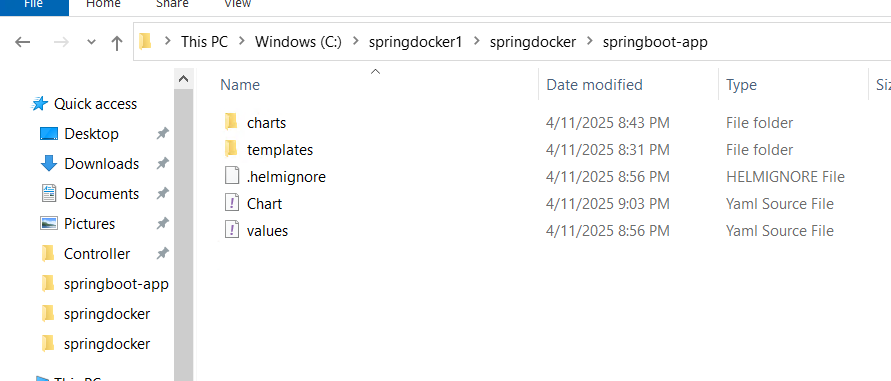 File Home Share View
This PC Windows (C:) springdocker1 springdocker springboot-app
Name Date modified Type
Quick access
Desktop
Downloads
Documents
Pictures
Controller
springboot-app
springdocker
springdocker
This PC
charts 4/11/2025 8:43 PM File folder
templates 4/11/2025 8:31 PM File folder
.helmignore 4/11/2025 8:56 PM HELMIGNORE File
Chart 4/11/2025 9:03 PM Yaml Source File
values 4/11/2025 8:56 PM Yaml Source File